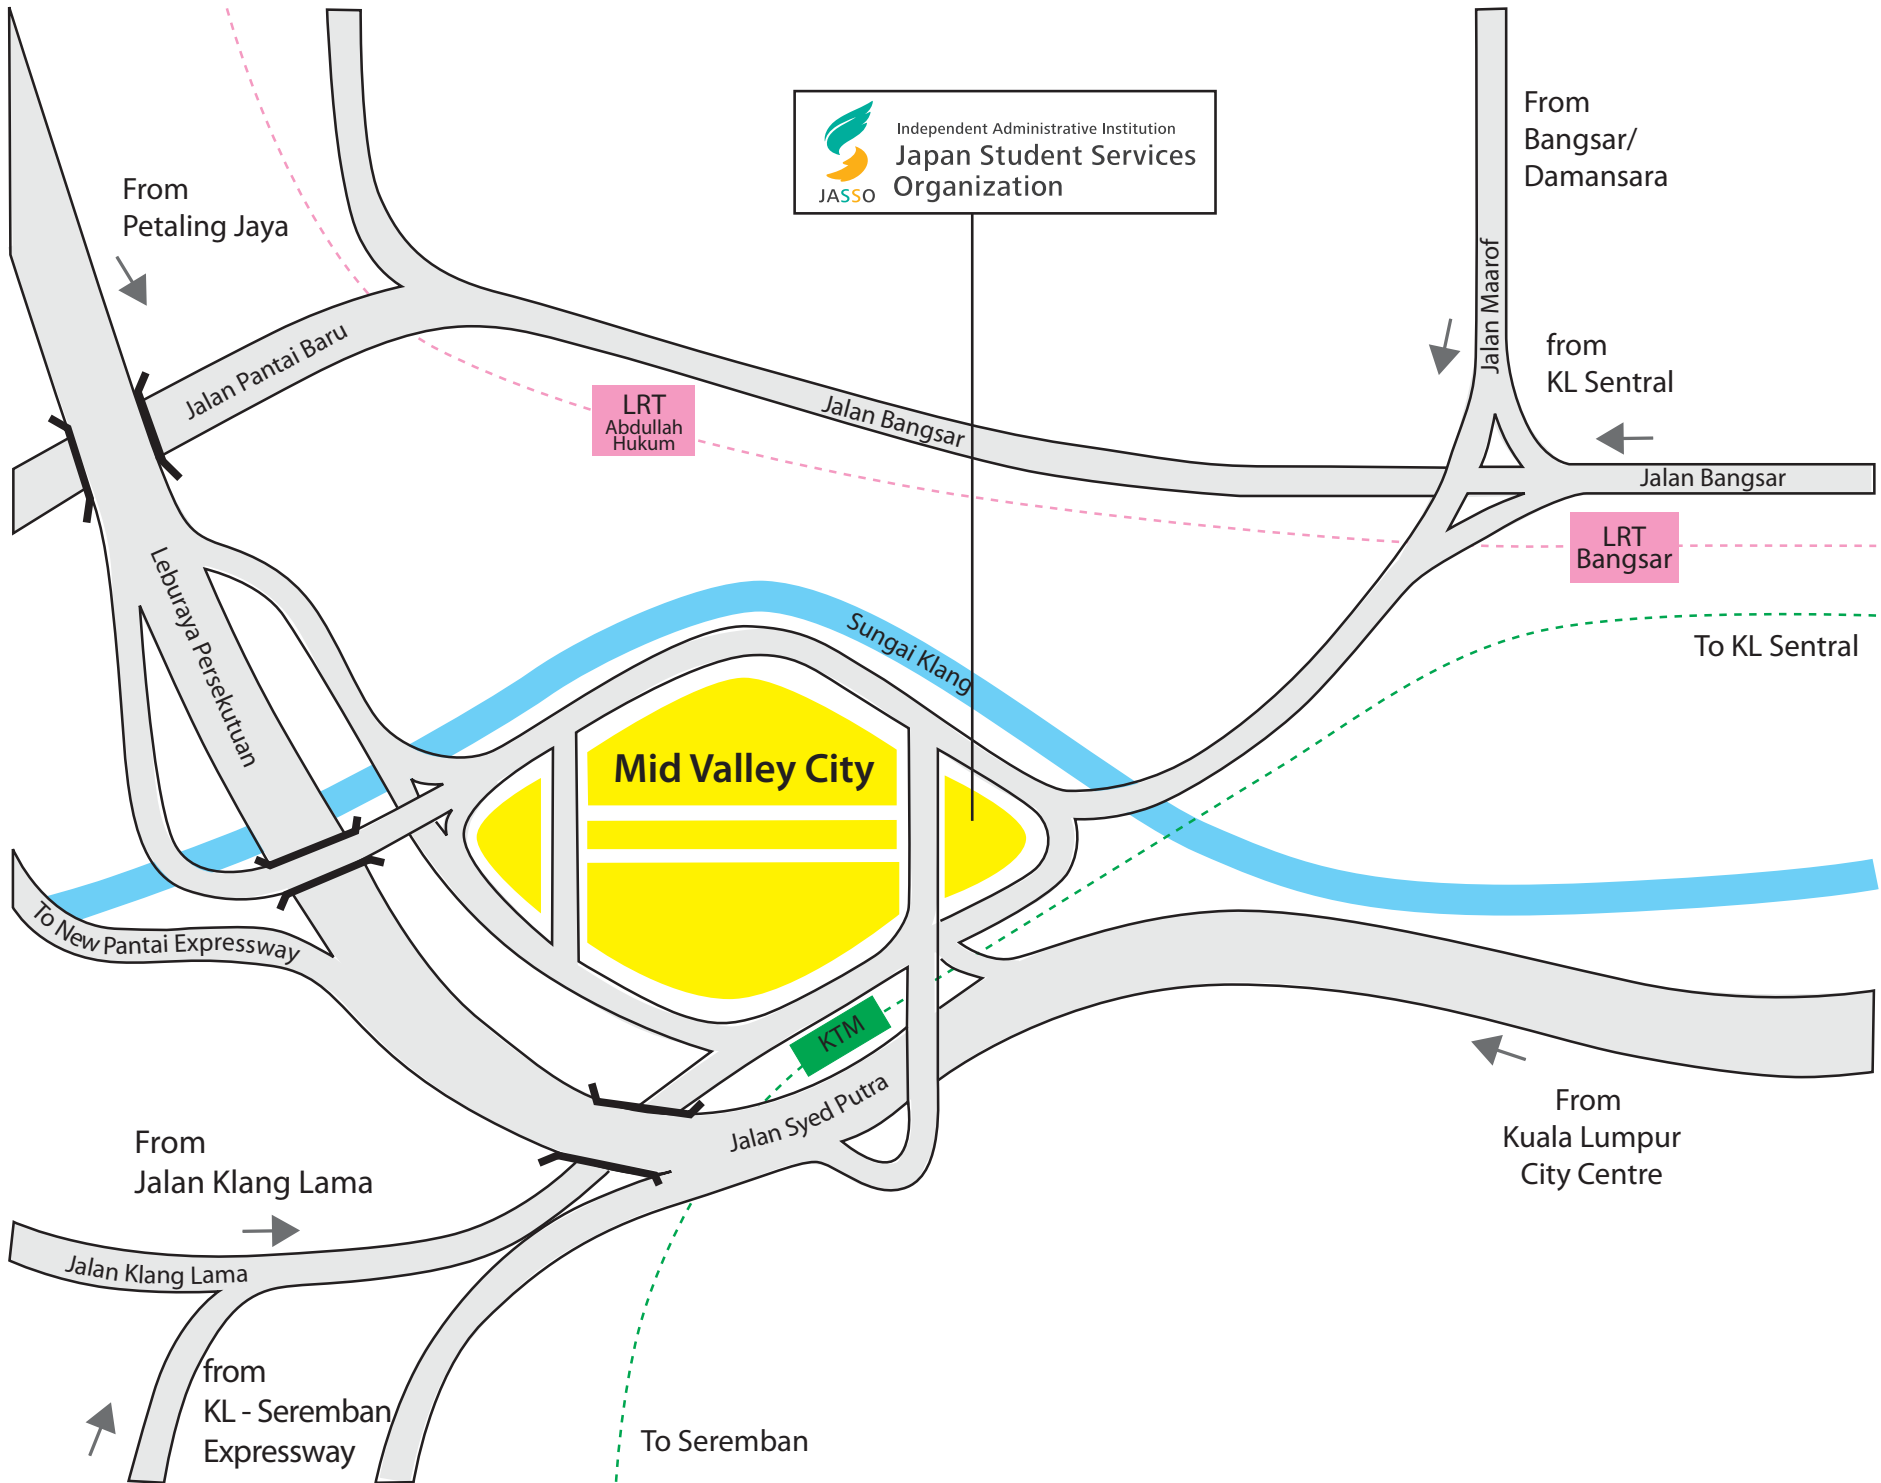 From
Bangsar/
Damansara
Independent Administrative Institution
Japan Student Services
Organization
JASSO
From
Petaling Jaya
Jalan Maarof
from
KL Sentral
Jalan Pantai Baru
LRT
Abdullah
Hukum
Jalan Bangsar
Jalan Bangsar
LRT
Bangsar
Leburaya Persekutuan
Sungai Klang
To KL Sentral
Mid Valley City
To New Pantai Expressway
KTM
Jalan Syed Putra
From
Kuala Lumpur
City Centre
From
Jalan Klang Lama
Jalan Klang Lama
from
KL - Seremban
Expressway
To Seremban